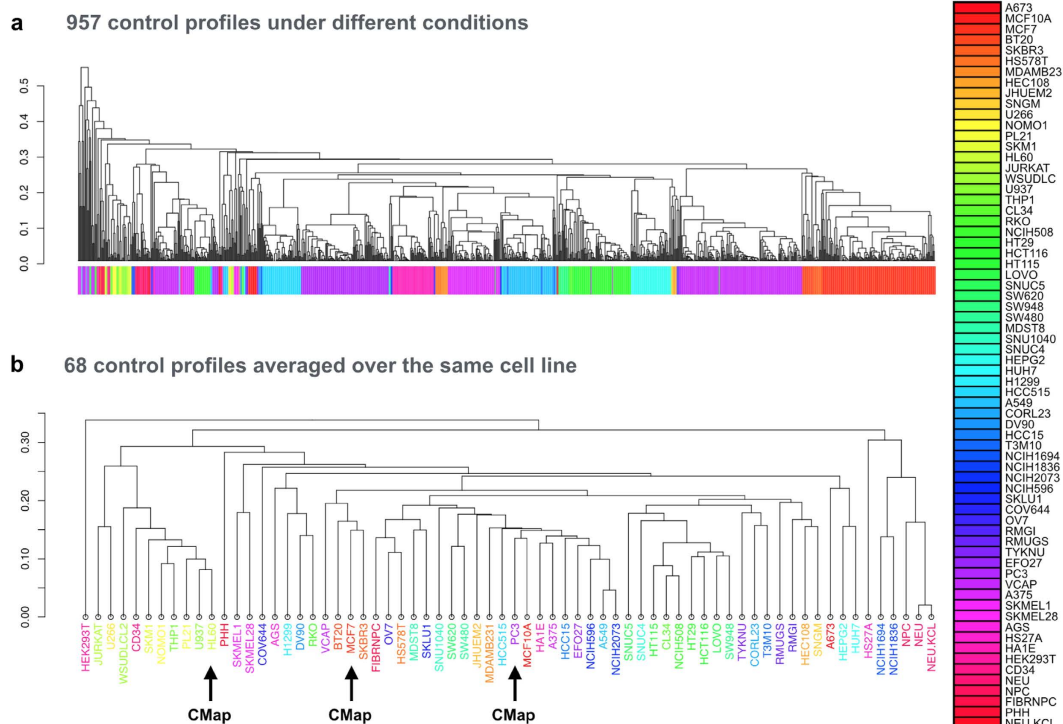 a
957 control profiles under different conditions
0.5
0.4
0.3
0.2
0.1
0.0
b
68 control profiles averaged over the same cell line
0.30
0.20
0.10
0.00
HEK293T
JURKAT
U266
WSUDLCL2
CD34
SKM1
NOMO1
THP1
PL21
U937
HL60
PHH
SKMEL1
SKMEL28
COV644
AGS
H1299
DV90
RKO
VCAP
BT20
MCF7
SKBR3
FIBRNPC
OV7
HS578T
MDST8
SKLU1
SNU1040
SW620
SW480
JHUEM2
MDAMB231
HCC515
PC3
MCF10A
HA1E
A375
HCC15
EFO27
NCIH596
A549
NCIH2073
SNUC5
SNUC4
HT115
CL34
NCIH508
HT29
HCT116
LOVO
SW948
TYKNU
CORL23
T3M10
RMUGS
RMGI
HEC108
SNGM
A673
HEPG2
HUH7
HS27A
NCIH1694
NCIH1836
NPC
NEU
NEU.KCL
CMap
CMap
CMap
A673
MCF10A
MCF7
BT20
SKBR3
HS578T
MDAMB23
HEC108
JHUEM2
SNGM
U266
NOMO1
PL21
SKM1
HL60
JURKAT
WSUDLC
U937
THP1
CL34
RKO
NCIH508
HT29
HCT116
HT115
LOVO
SNUC5
SW620
SW948
SW480
MDST8
SNU1040
SNUC4
HEPG2
HUH7
H1299
HCC515
A549
CORL23
DV90
HCC15
T3M10
NCIH1694
NCIH1836
NCIH2073
NCIH596
SKLU1
COV644
OV7
RMGI
RMUGS
TYKNU
EFO27
PC3
VCAP
A375
SKMEL1
SKMEL28
AGS
HS27A
HA1E
HEK293T
CD34
NEU
NPC
FIBRNPC
PHH
NEU.KCL